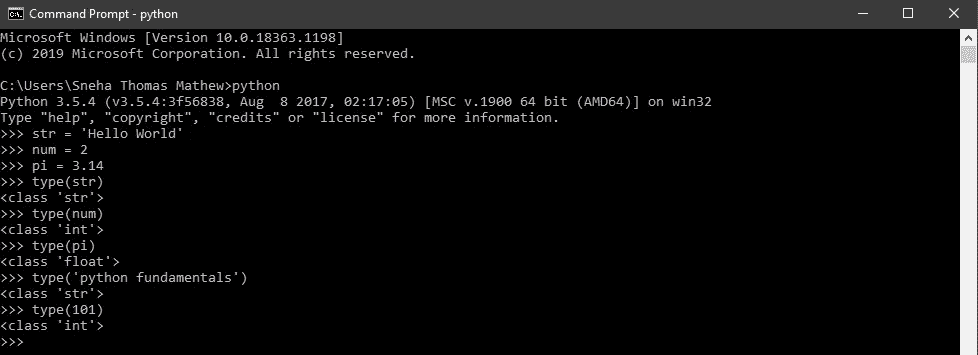 Command Prompt - python
Microsoft Windows [Version 10.0.18363.1198]
(c) 2019 Microsoft Corporation. All rights reserved.
C:\Users\Sneha Thomas Mathew>python
Python 3.5.4 (v3.5.4:3f56838, Aug  8 2017, 02:17:05) [MSC v.1900 64 bit (AMD64)] on win32
Type "help", "copyright", "credits" or "license" for more information.
>>> str = 'Hello World'
>>> num = 2
>>> pi = 3.14
>>> type(str)
<class 'str'>
>>> type(num)
<class 'int'>
>>> type(pi)
<class 'float'>
>>> type('python fundamentals')
<class 'str'>
>>> type(101)
<class 'int'>
>>>